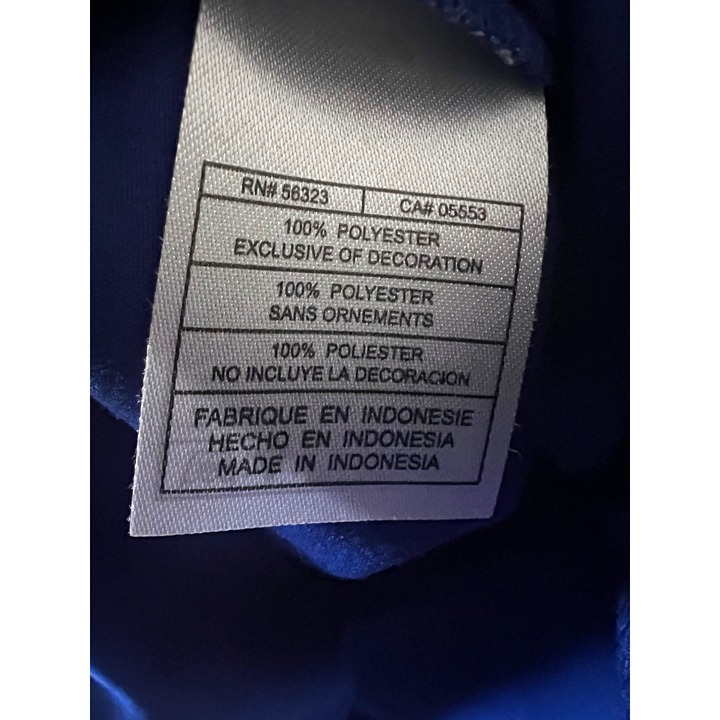 RN# 56323 CA# 05553
100% POLYESTER
EXCLUSIVE OF DECORATION
100% POLYESTER
SANS ORNEMENTS
100% POLIESTER
NO INCLUYE LA DECORACION
FABRIQUE EN INDONESIE
HECHO EN INDONESIA
MADE IN INDONESIA